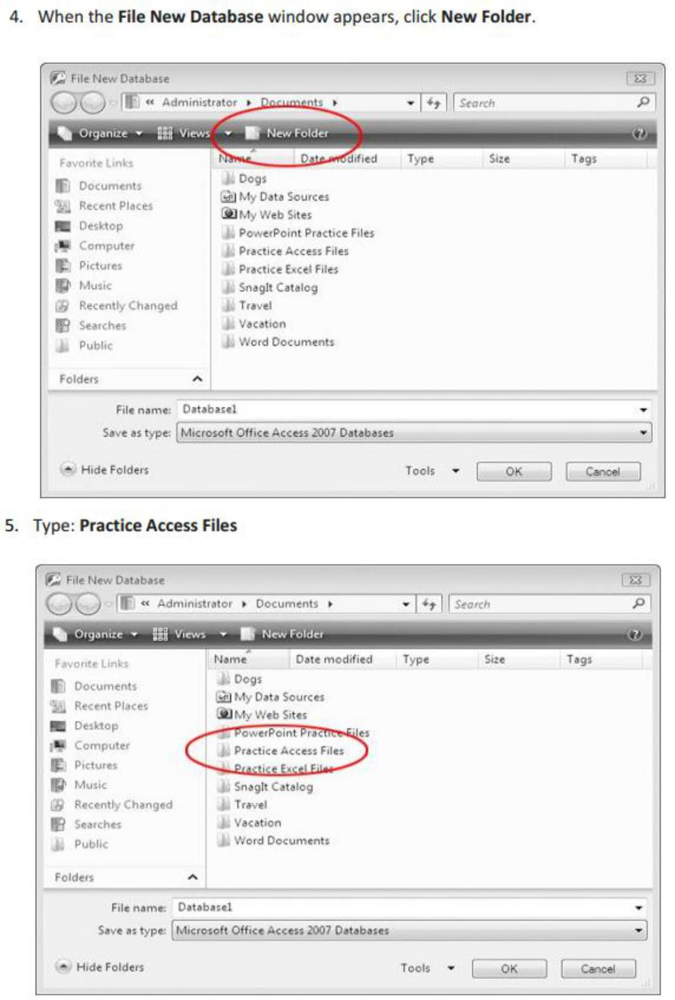 4. When the File New Database window appears, click New Folder.
File New Database
« Administrator ▸ Documents ▸ Search
Organize Views New Folder
Favorite Links
Documents
Recent Places
Desktop
Computer
Pictures
Music
Recently Changed
Searches
Public
Folders
Name Date modified Type Size Tags
Dogs
My Data Sources
My Web Sites
PowerPoint Practice Files
Practice Access Files
Practice Excel Files
SnagIt Catalog
Travel
Vacation
Word Documents
File name: Database1
Save as type: Microsoft Office Access 2007 Databases
Hide Folders Tools OK Cancel
5. Type: Practice Access Files
File New Database
« Administrator ▸ Documents ▸ Search
Organize Views New Folder
Favorite Links
Documents
Recent Places
Desktop
Computer
Pictures
Music
Recently Changed
Searches
Public
Folders
Name Date modified Type Size Tags
Dogs
My Data Sources
My Web Sites
PowerPoint Practice Files
Practice Access Files
Practice Excel Files
SnagIt Catalog
Travel
Vacation
Word Documents
File name: Database1
Save as type: Microsoft Office Access 2007 Databases
Hide Folders Tools OK Cancel